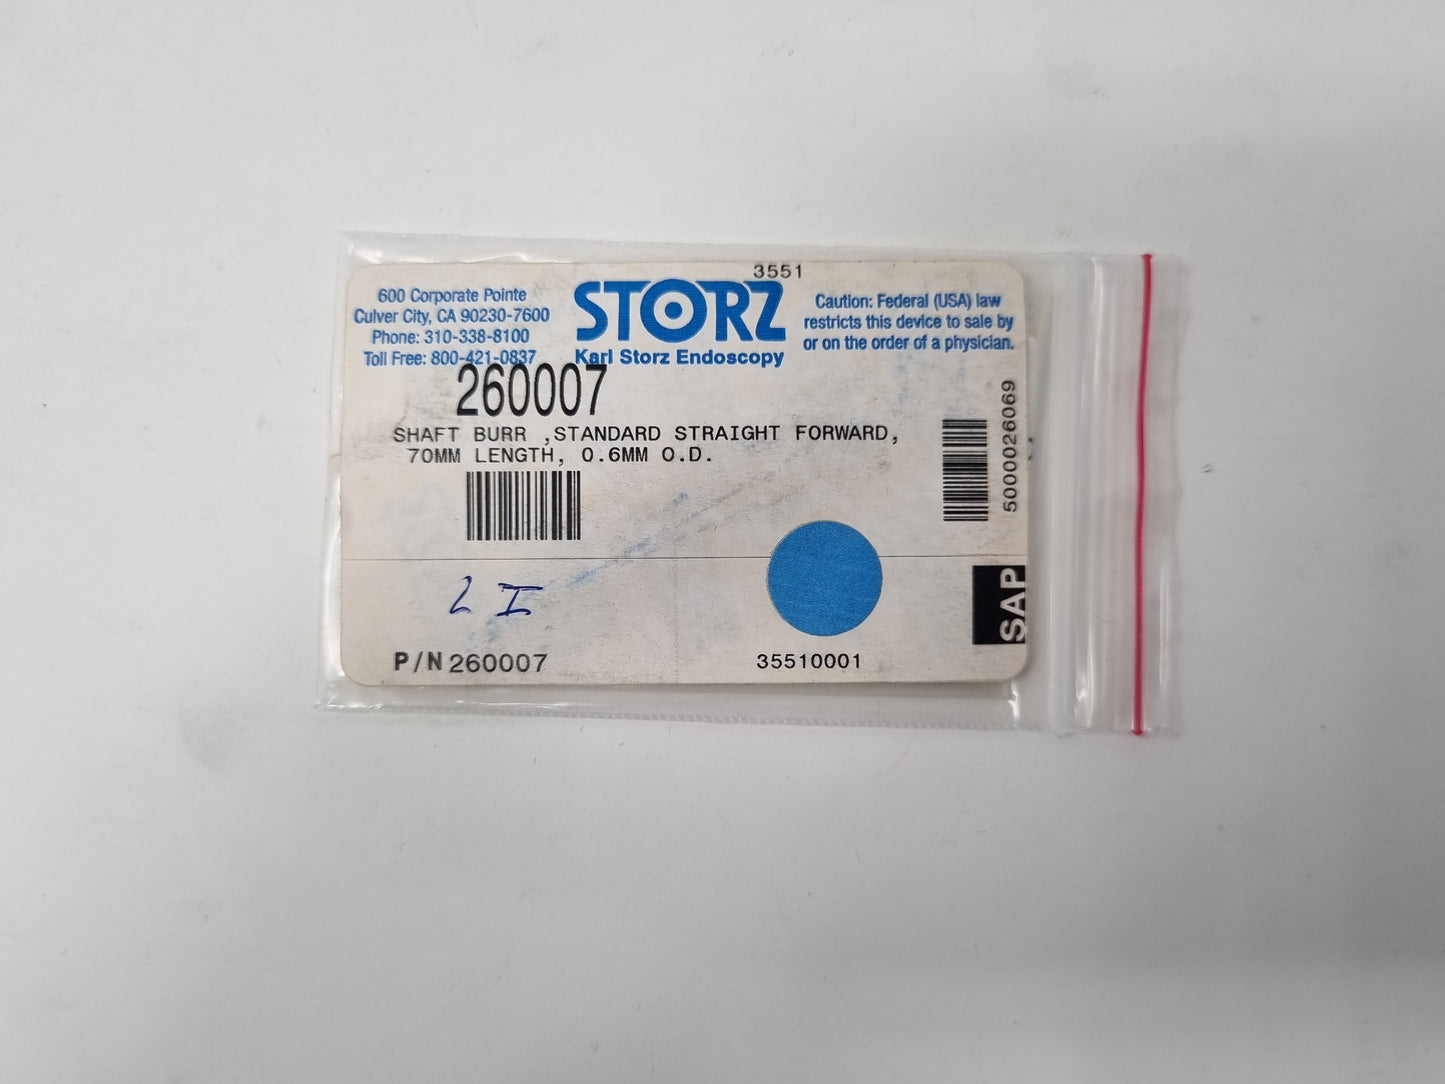 3551
600 Corporate Pointe
Culver City, CA 90230-7600
Phone: 310-338-8100
Toll Free: 800-421-0837
STORZ
Karl Storz Endoscopy
Caution: Federal (USA) law
restricts this device to sale by
or on the order of a physician.
260007
SHAFT BURR ,STANDARD STRAIGHT FORWARD,
70MM LENGTH, 0.6MM O.D.
5000026069
SAP
P/N 260007
35510001